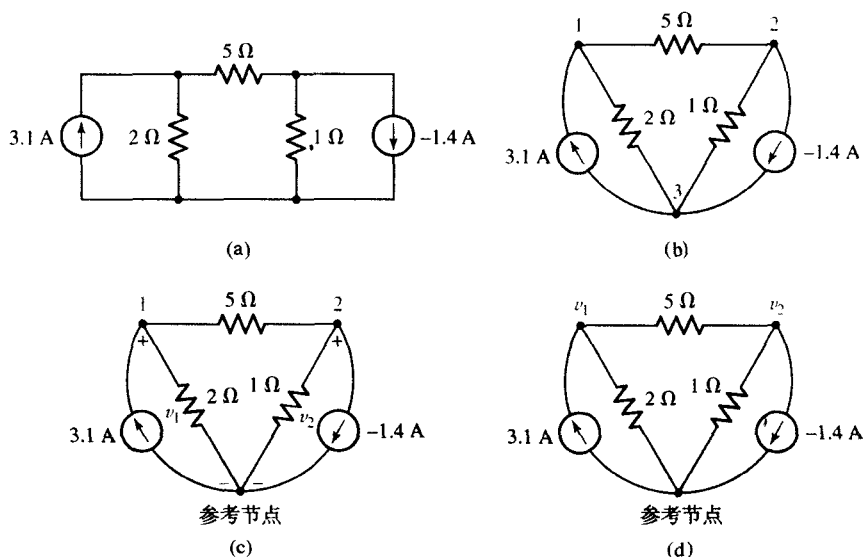 5 Ω
3.1 A
2 Ω
1 Ω
−1.4 A
(a)
1
5 Ω
2
2 Ω
1 Ω
3.1 A
−1.4 A
3
(b)
1
5 Ω
2
+
+
2 Ω
1 Ω
v₁
v₂
3.1 A
−1.4 A
− −
参考节点
(c)
v₁
5 Ω
v₂
2 Ω
1 Ω
3.1 A
−1.4 A
参考节点
(d)